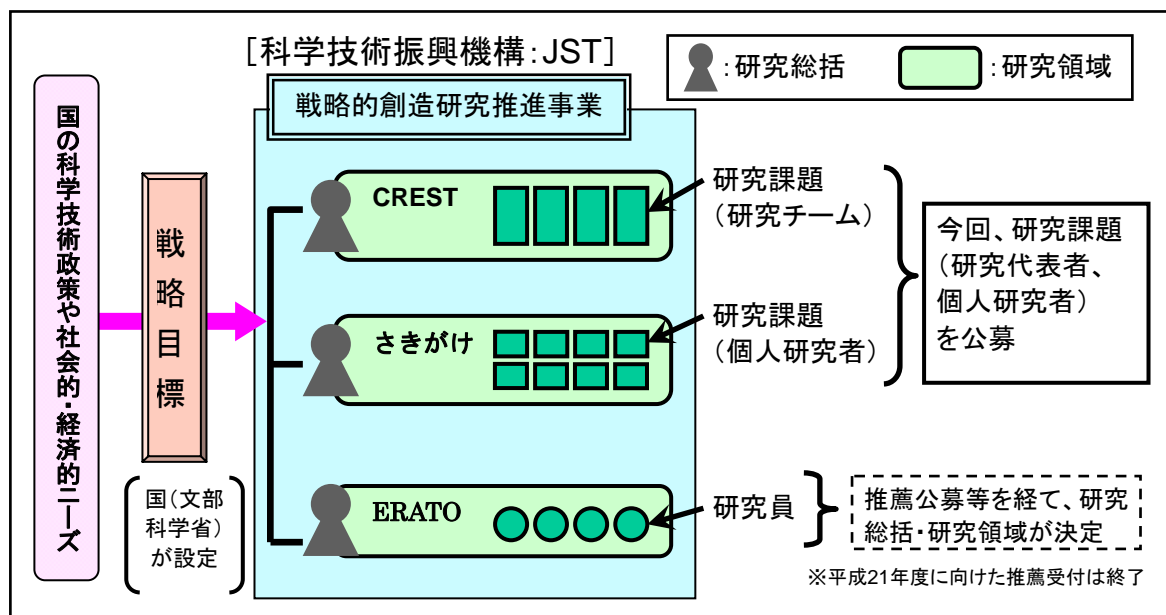 [科学技術振興機構:JST]
:研究総括
:研究領域
戦略的創造研究推進事業
国の科学技術政策や社会的・経済的ニーズ
戦略目標
国(文部
科学省)
が設定
CREST
さきがけ
ERATO
研究課題
(研究チーム)
研究課題
(個人研究者)
研究員
今回、研究課題
(研究代表者、
個人研究者)
を公募
推薦公募等を経て、研究
総括・研究領域が決定
※平成21年度に向けた推薦受付は終了